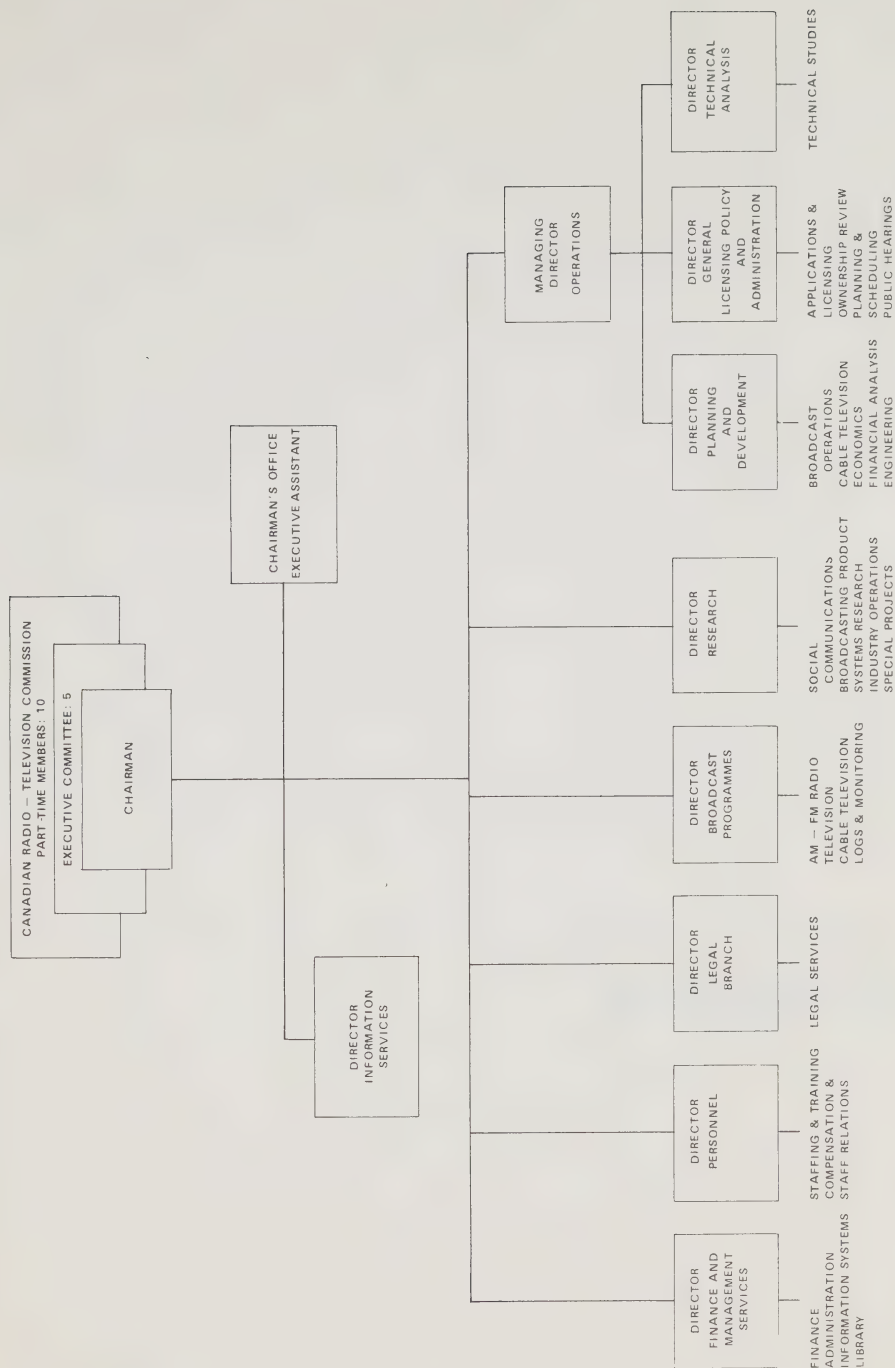 CANADIAN RADIO – TELEVISION COMMISSION
PART-TIME MEMBERS: 10
EXECUTIVE COMMITTEE: 5
CHAIRMAN
CHAIRMAN'S OFFICE
EXECUTIVE ASSISTANT
DIRECTOR
INFORMATION
SERVICES
MANAGING
DIRECTOR
OPERATIONS
DIRECTOR
FINANCE AND
MANAGEMENT
SERVICES
DIRECTOR
PERSONNEL
DIRECTOR
LEGAL
BRANCH
DIRECTOR
BROADCAST
PROGRAMMES
DIRECTOR
RESEARCH
DIRECTOR
PLANNING
AND
DEVELOPMENT
DIRECTOR
GENERAL
LICENSING POLICY
AND
ADMINISTRATION
DIRECTOR
TECHNICAL
ANALYSIS
FINANCE
ADMINISTRATION
INFORMATION SYSTEMS
LIBRARY
STAFFING & TRAINING
COMPENSATION &
STAFF RELATIONS
LEGAL SERVICES
AM – FM RADIO
TELEVISION
CABLE TELEVISION
LOGS & MONITORING
SOCIAL
COMMUNICATIONS
BROADCASTING PRODUCT
SYSTEMS RESEARCH
INDUSTRY OPERATIONS
SPECIAL PROJECTS
BROADCAST
OPERATIONS
CABLE TELEVISION
ECONOMICS
FINANCIAL ANALYSIS
ENGINEERING
APPLICATIONS &
LICENSING
OWNERSHIP REVIEW
PLANNING &
SCHEDULING
PUBLIC HEARINGS
TECHNICAL STUDIES